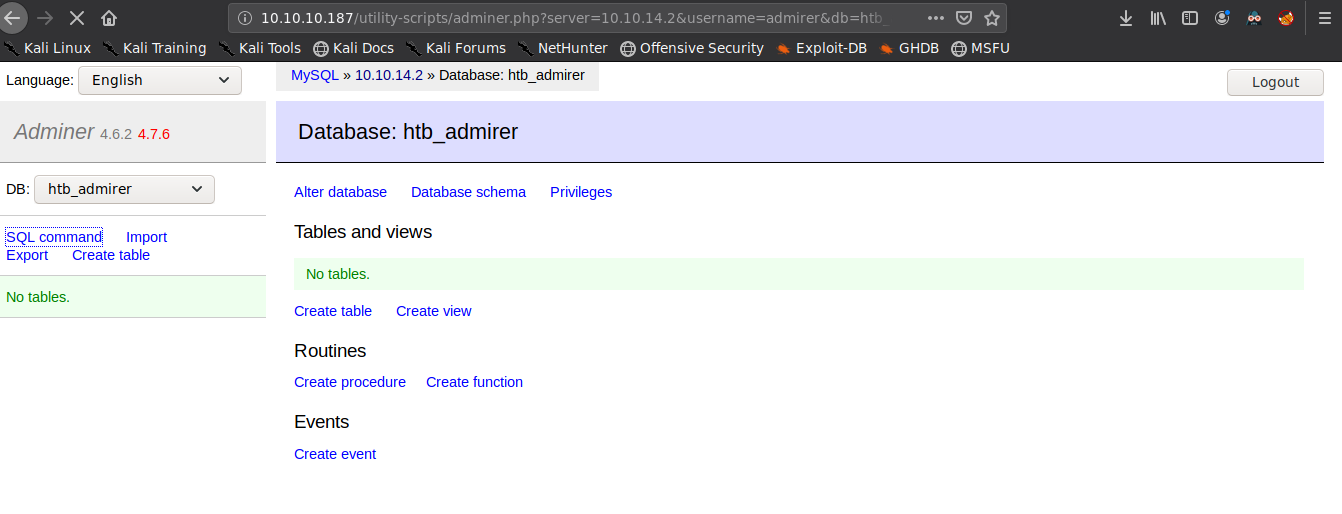 10.10.10.187/utility-scripts/adminer.php?server=10.10.14.2&username=admirer&db=htb_
Kali Linux Kali Training Kali Tools Kali Docs Kali Forums NetHunter Offensive Security Exploit-DB GHDB MSFU
Language: English
MySQL » 10.10.14.2 » Database: htb_admirer
Logout
Adminer 4.6.2 4.7.6
Database: htb_admirer
DB: htb_admirer
Alter database Database schema Privileges
SQL command Import
Export Create table
No tables.
Tables and views
No tables.
Create table Create view
Routines
Create procedure Create function
Events
Create event